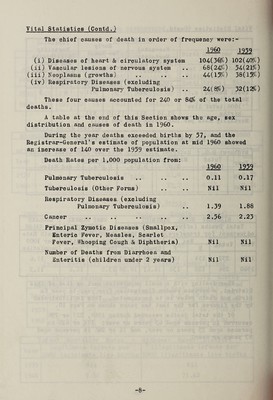 Vital Statistics (Contd.)
The chief causes of death in order of frequency were:-
1960 1959
(i) Diseases of heart & circulatory system 104(36%) 102(40%)
(ii) Vascular lesions of nervous system .. 68(24%) 54(21%)
(iii) Neoplasms (growths) .. .. .. 44(15%) 38(15%)
(iv) Respiratory Diseases (excluding
Pulmonary Tuberculosis) .. 24(8%) 32(12%)
These four causes accounted for 240 or 84% of the total
deaths.
A table at the end of this Section shows the age, sex
distribution and causes of death in 1960.
During the year deaths exceeded births by 57, and the
Registrar-General's estimate of population at mid 1960 showed
an increase of 140 over the 1959 estimate.
Death Rates per 1,000 population from:
1960 1959
Pulmonary Tuberculosis .. .. .. 0.11 0.17
Tuberculosis (Other Forms) .. .. Nil Nil
Respiratory Diseases (excluding
Pulmonary Tuberculosis) .. 1.39 1.88
Cancer .. .. .. .. .. 2.56 2.23
Principal Zymotic Diseases (Smallpox,
Enteric Fever, Measles, Scarlet
Fever, Whooping Cough & Diphtheria) Nil Nil
Number of Deaths from Diarrhoea and
Enteritis (children under 2 years) Nil Nil
-8-